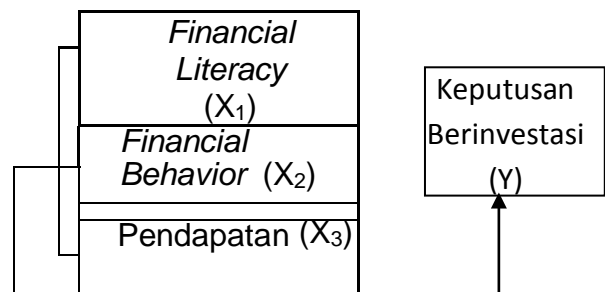 Financial
Literacy
(X₁)
Financial
Behavior (X₂)
Pendapatan (X₃)
Keputusan
Berinvestasi
(Y)